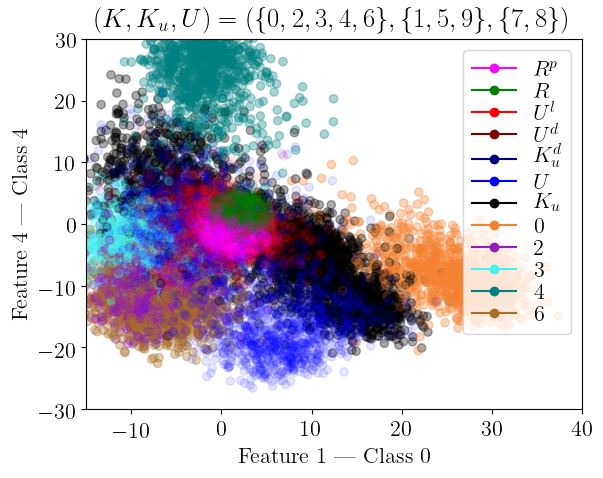 (K, K_u, U) = ({0, 2, 3, 4, 6}, {1, 5, 9}, {7, 8})
30
20
10
0
−10
−20
−30
Feature 4 — Class 4
R^p
R
U^l
U^d
K_u^d
U
K_u
0
2
3
4
6
−10
0
10
20
30
40
Feature 1 — Class 0